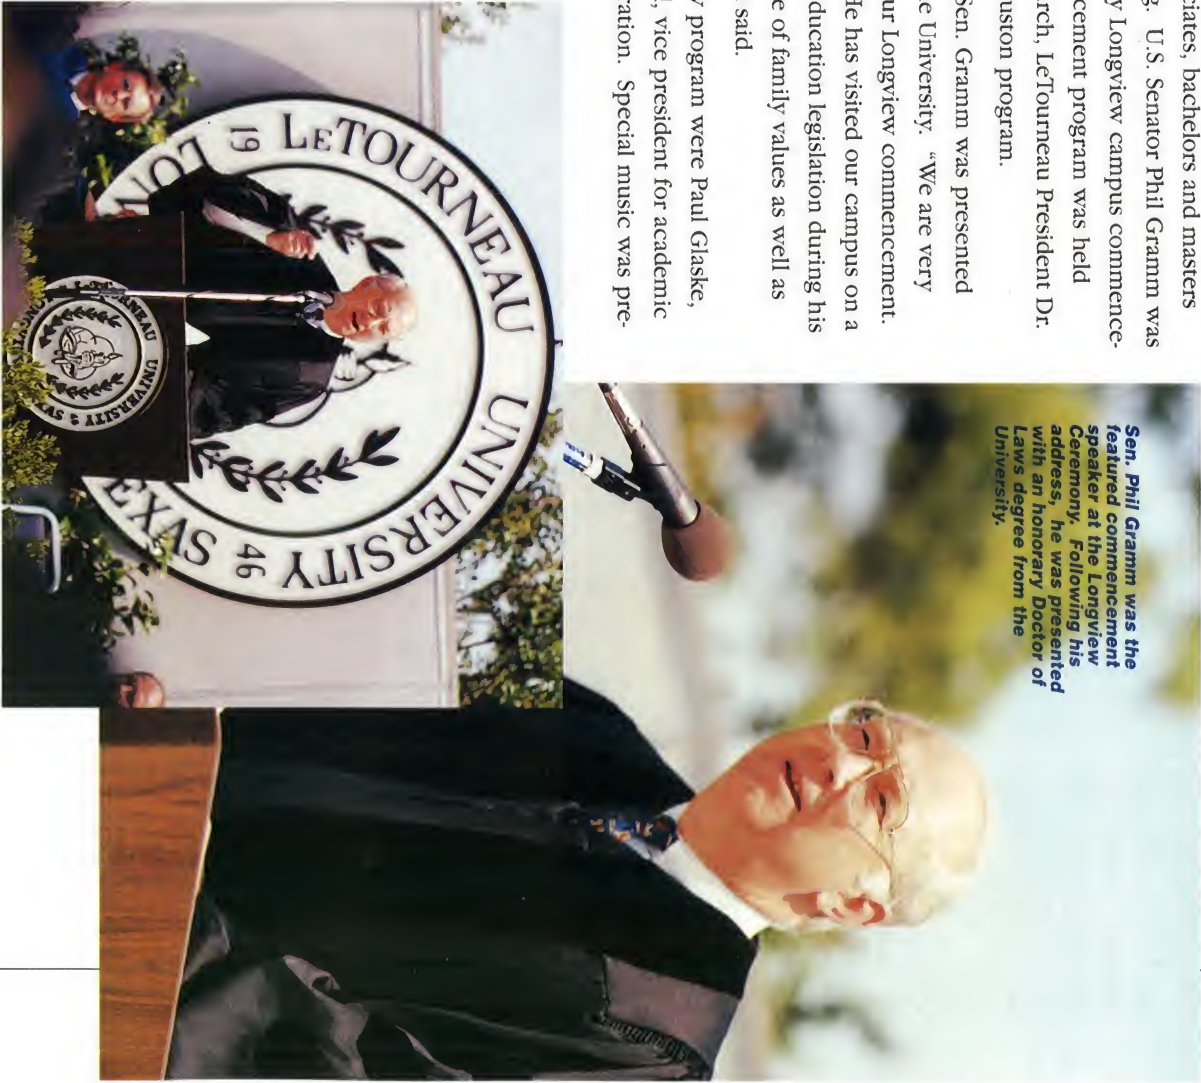 ciates, bachelors and masters
g. U.S. Senator Phil Gramm was
y Longview campus commence-
cement program was held
rch, LeTourneau President Dr.
uston program.
Sen. Gramm was presented
e University. “We are very
ur Longview commencement.
He has visited our campus on a
ducation legislation during his
e of family values as well as
said.
y program were Paul Glaske,
, vice president for academic
ration. Special music was pre-
Sen. Phil Gramm was the
featured commencement
speaker at the Longview
Ceremony. Following his
address, he was presented
with an honorary Doctor of
Laws degree from the
University.
LETOURNEAU UNIVERSITY
19 46
LON EXAS
UNIVERSITY